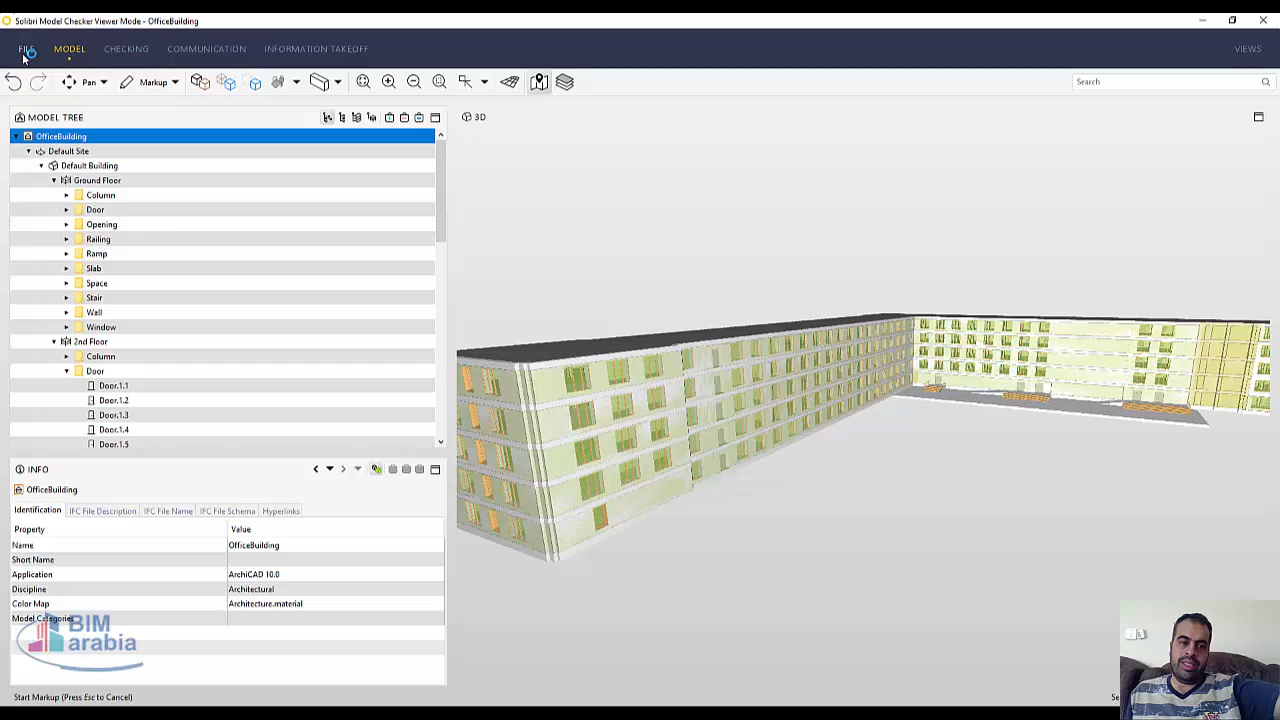 Solibri Model Checker Viewer Mode - OfficeBuilding
FILE MODEL CHECKING COMMUNICATION INFORMATION TAKEOFF VIEWS
Pan Markup Search
MODEL TREE
OfficeBuilding
Default Site
Default Building
Ground Floor
Column
Door
Opening
Railing
Ramp
Slab
Space
Stair
Wall
Window
2nd Floor
Column
Door
Door.1.1
Door.1.2
Door.1.3
Door.1.4
Door.1.5
3D
INFO
OfficeBuilding
Identification IFC File Description IFC File Name IFC File Schema Hyperlinks
Property Value
Name OfficeBuilding
Short Name
Application ArchiCAD 10.0
Discipline Architectural
Color Map Architecture.material
Model Categories
BIM
arabia
Start Markup (Press Esc to Cancel)
Se